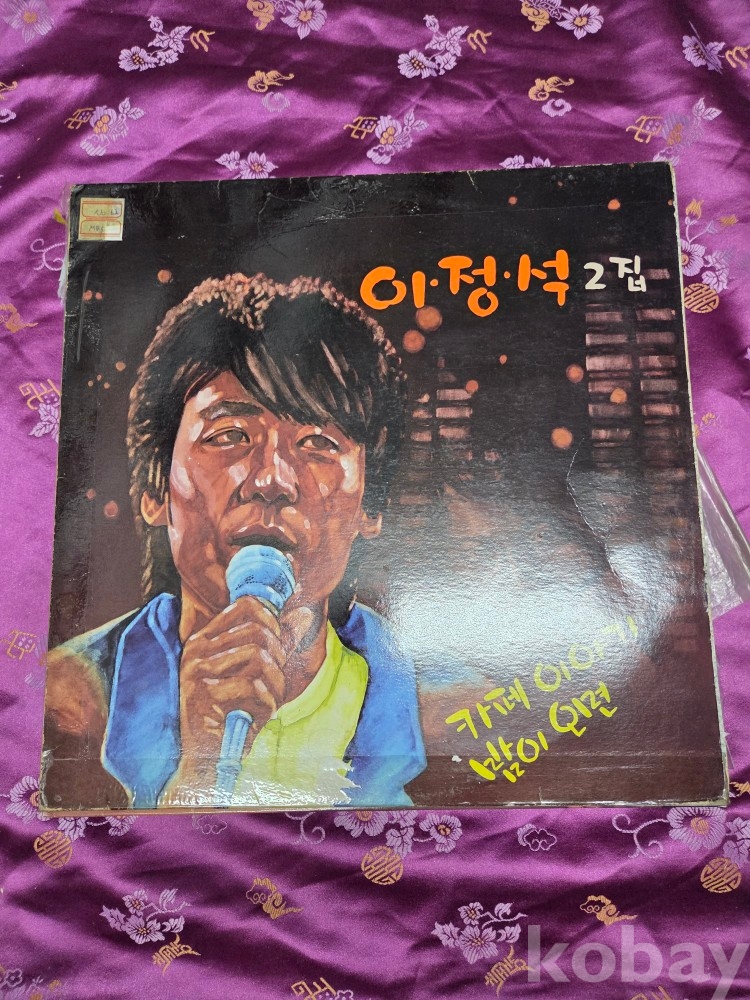 이·정·석 2집
카페 이야기
밤이 오면
kobay